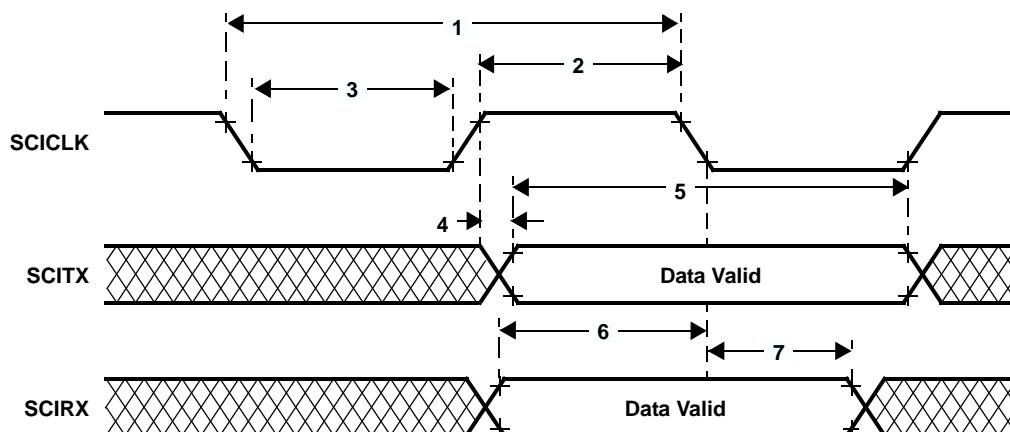 1
2
3
SCICLK
5
4
SCITX
Data Valid
6
7
SCIRX
Data Valid